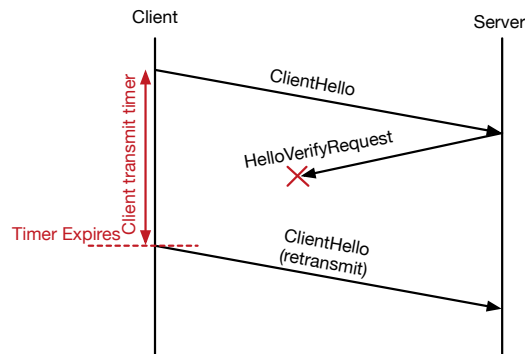 Client
Server
ClientHello
Client transmit timer
HelloVerifyRequest
Timer Expires
ClientHello
(retransmit)